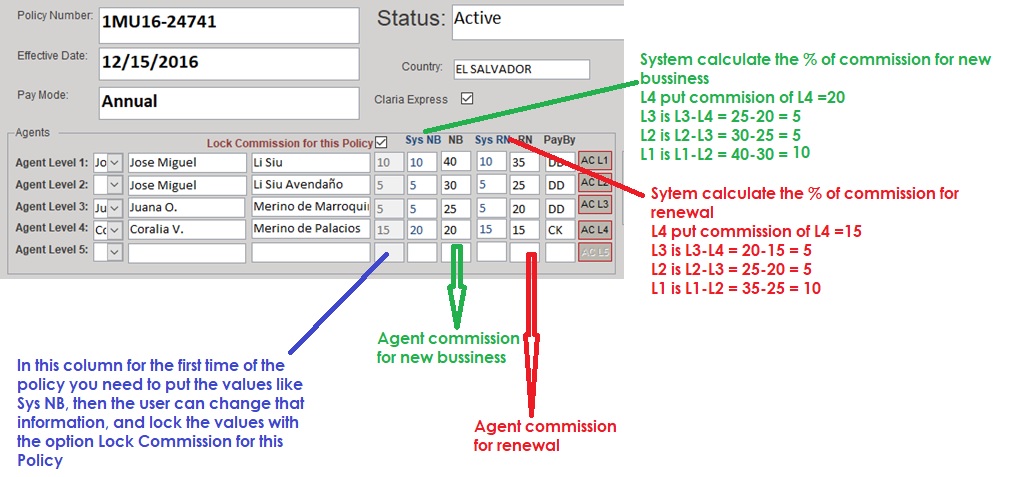 Policy Number: 1MU16-24741
Status: Active
Effective Date: 12/15/2016
Country: EL SALVADOR
Pay Mode: Annual
Claria Express
Agents
Lock Commission for this Policy Sys NB NB Sys RN RN PayBy
Agent Level 1: Jo Jose Miguel Li Siu 10 10 40 10 35 DD AC L1
Agent Level 2: Jose Miguel Li Siu Avendaño 5 5 30 5 25 DD AC L2
Agent Level 3: Ju Juana O. Merino de Marroqui 5 5 25 5 20 DD AC L3
Agent Level 4: Co Coralia V. Merino de Palacios 15 20 20 15 15 CK AC L4
Agent Level 5: AC L5
System calculate the % of commission for new
bussiness
L4 put commision of L4 =20
L3 is L3-L4 = 25-20 = 5
L2 is L2-L3 = 30-25 = 5
L1 is L1-L2 = 40-30 = 10
Sytem calculate the % of commission for
renewal
L4 put commission of L4 =15
L3 is L3-L4 = 20-15 = 5
L2 is L2-L3 = 25-20 = 5
L1 is L1-L2 = 35-25 = 10
Agent commission
for new bussiness
Agent commission
for renewal
In this column for the first time of the
policy you need to put the values like
Sys NB, then the user can change that
information, and lock the values with
the option Lock Commission for this
Policy